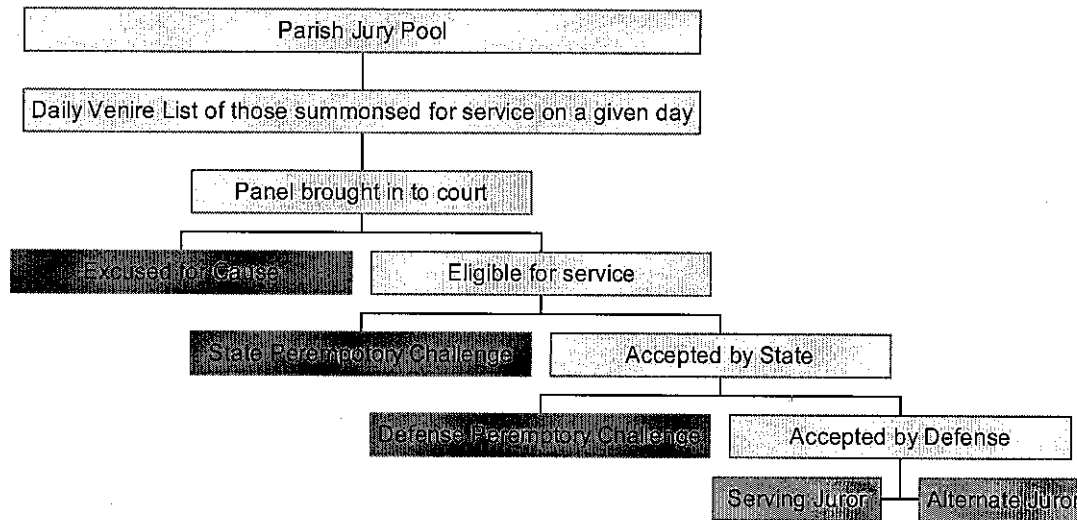 Parish Jury Pool
Daily Venire List of those summonsed for service on a given day
Panel brought in to court
Excused for Cause
Eligible for service
State Peremptory Challenge
Accepted by State
Defense Peremptory Challenge
Accepted by Defense
Serving Juror
Alternate Juror